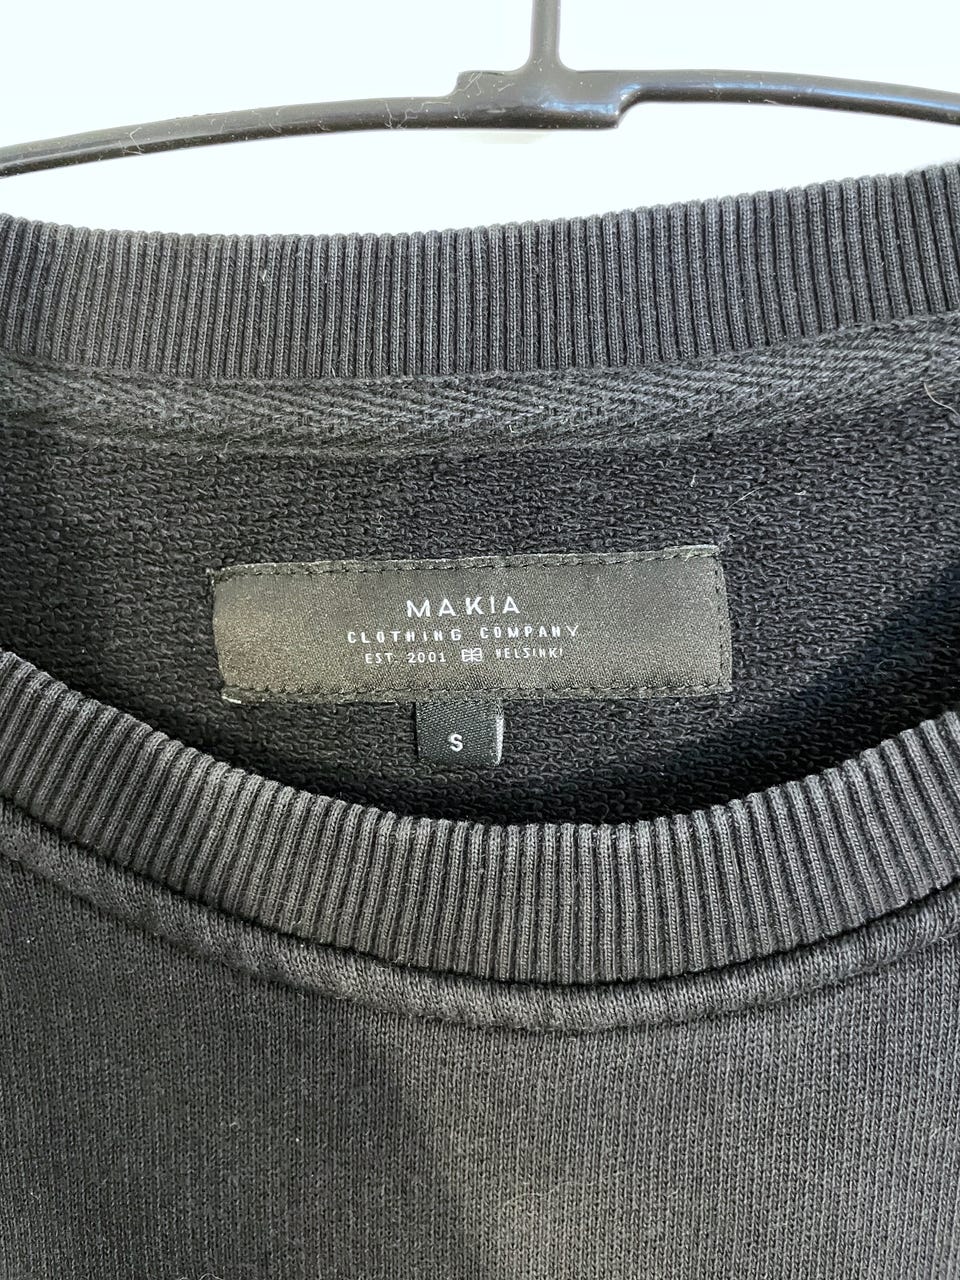 MAKIA
CLOTHING COMPANY
EST. 2001 HELSINKI
S